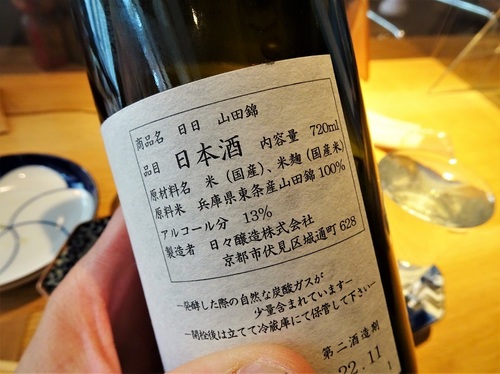 商品名 日日 山田錦
品目 日本酒 内容量 720ml
原材料名 米(国産)、米麹(国産米)
原料米 兵庫県東条産山田錦100%
アルコール分 13%
製造者 日々醸造株式会社
京都市伏見区城通町628
—発酵した際の自然な炭酸ガスが
少量含まれています—
—開栓後は立てて冷蔵庫にて保管して下さい—
第二酒造剤
22.11